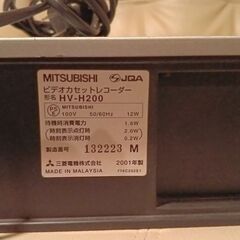 MITSUBISHI JQA
ビデオカセットレコーダー
形名 HV-H200
MITSUBISHI
100V 50/60Hz 12W
待機時消費電力 1.6W
(時刻表示点灯時) 2.6W
(時刻表示消灯時) 0.2W
製造番号 132223 M
三菱電機株式会社 2001年製
MADE IN MALAYSIA